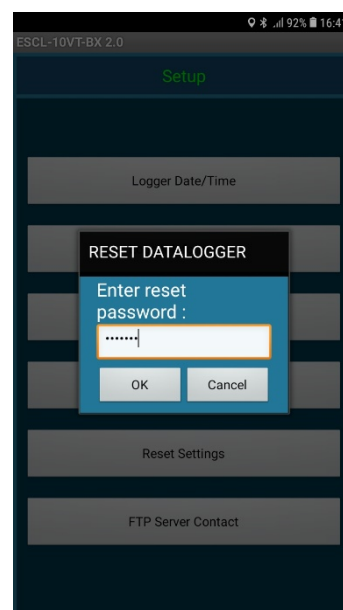 92% 16:41
ESCL-10VT-BX 2.0
Setup
Logger Date/Time
RESET DATALOGGER
Enter reset
password :
•••••••
OK Cancel
Reset Settings
FTP Server Contact